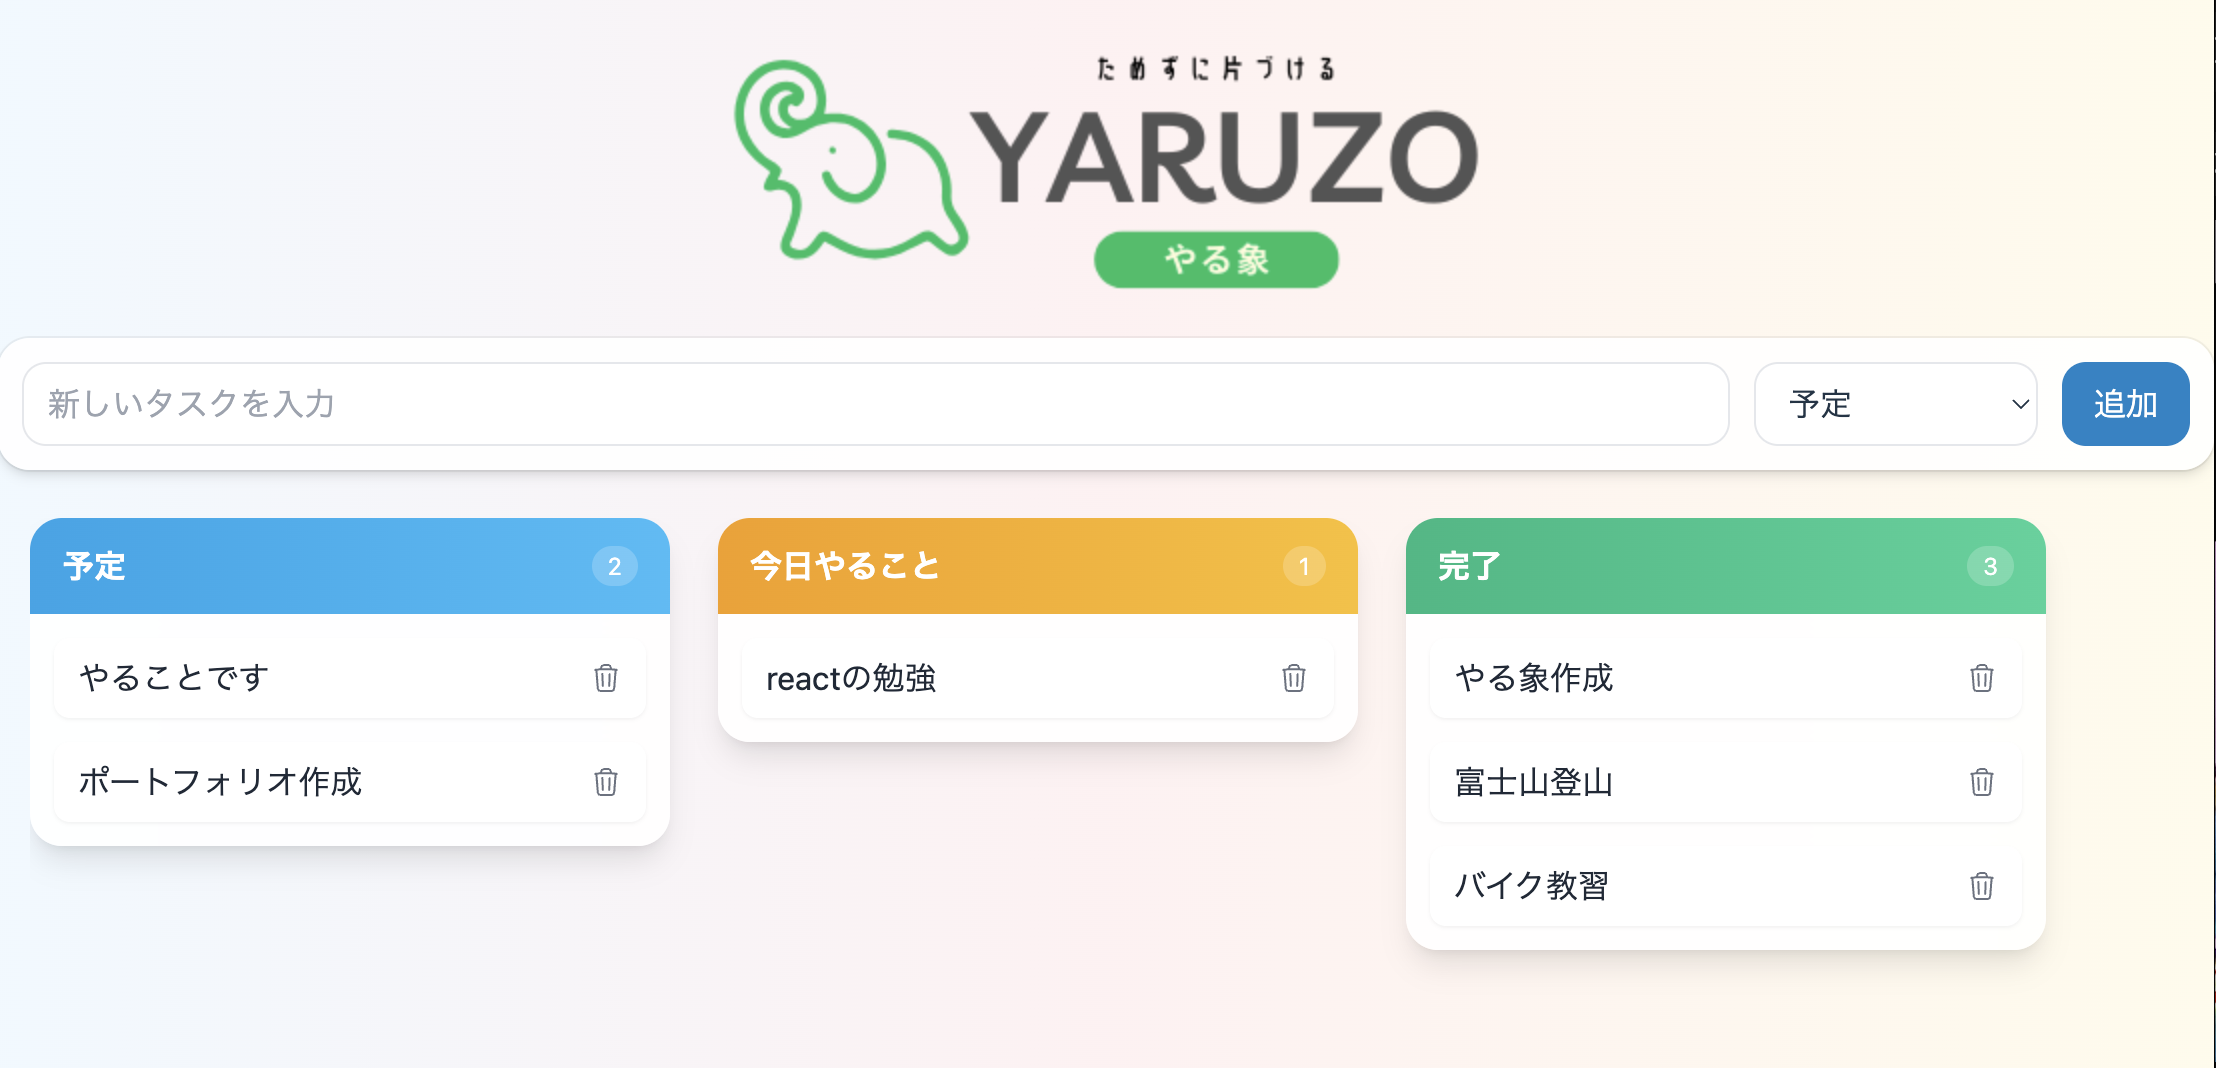 ためずに片づける
YARUZO
やる象
新しいタスクを入力
予定
追加
予定 2
やることです
ポートフォリオ作成
今日やること 1
reactの勉強
完了 3
やる象作成
富士山登山
バイク教習